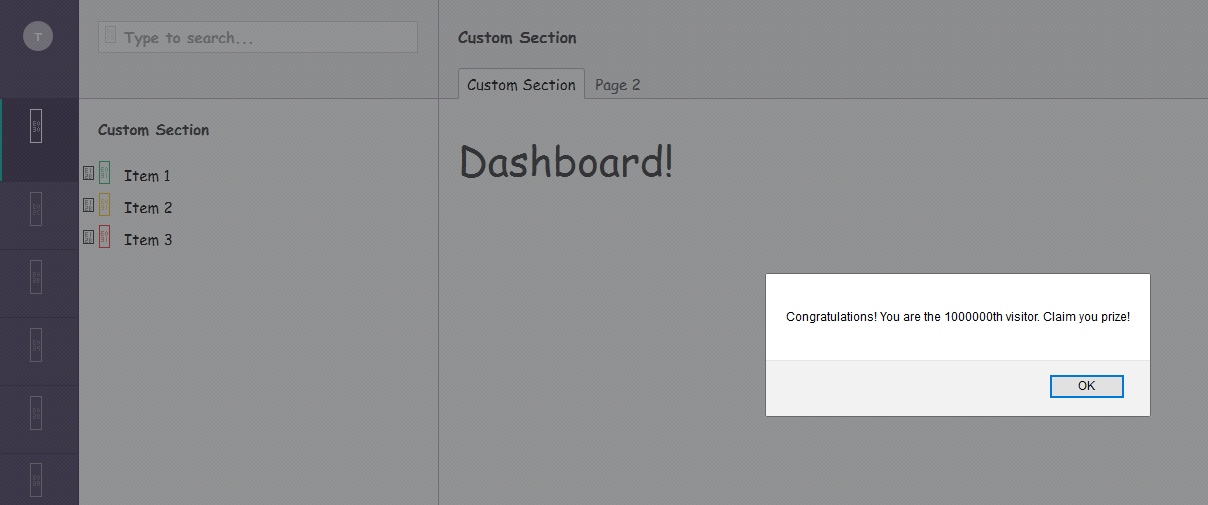 T
Type to search...
Custom Section
Item 1
Item 2
Item 3
Custom Section
Custom Section Page 2
Dashboard!
Congratulations! You are the 1000000th visitor. Claim you prize!
OK